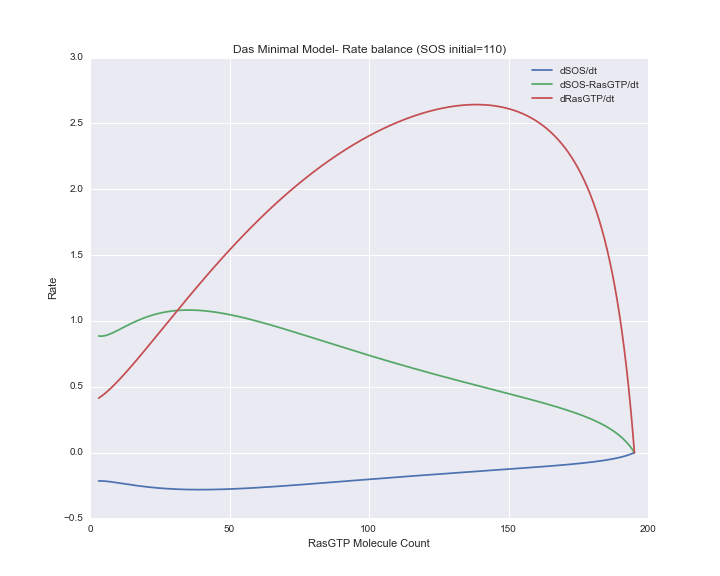 Das Minimal Model- Rate balance (SOS initial=110)
3.0
2.5
2.0
1.5
1.0
0.5
0.0
−0.5
Rate
dSOS/dt
dSOS-RasGTP/dt
dRasGTP/dt
0 50 100 150 200
RasGTP Molecule Count